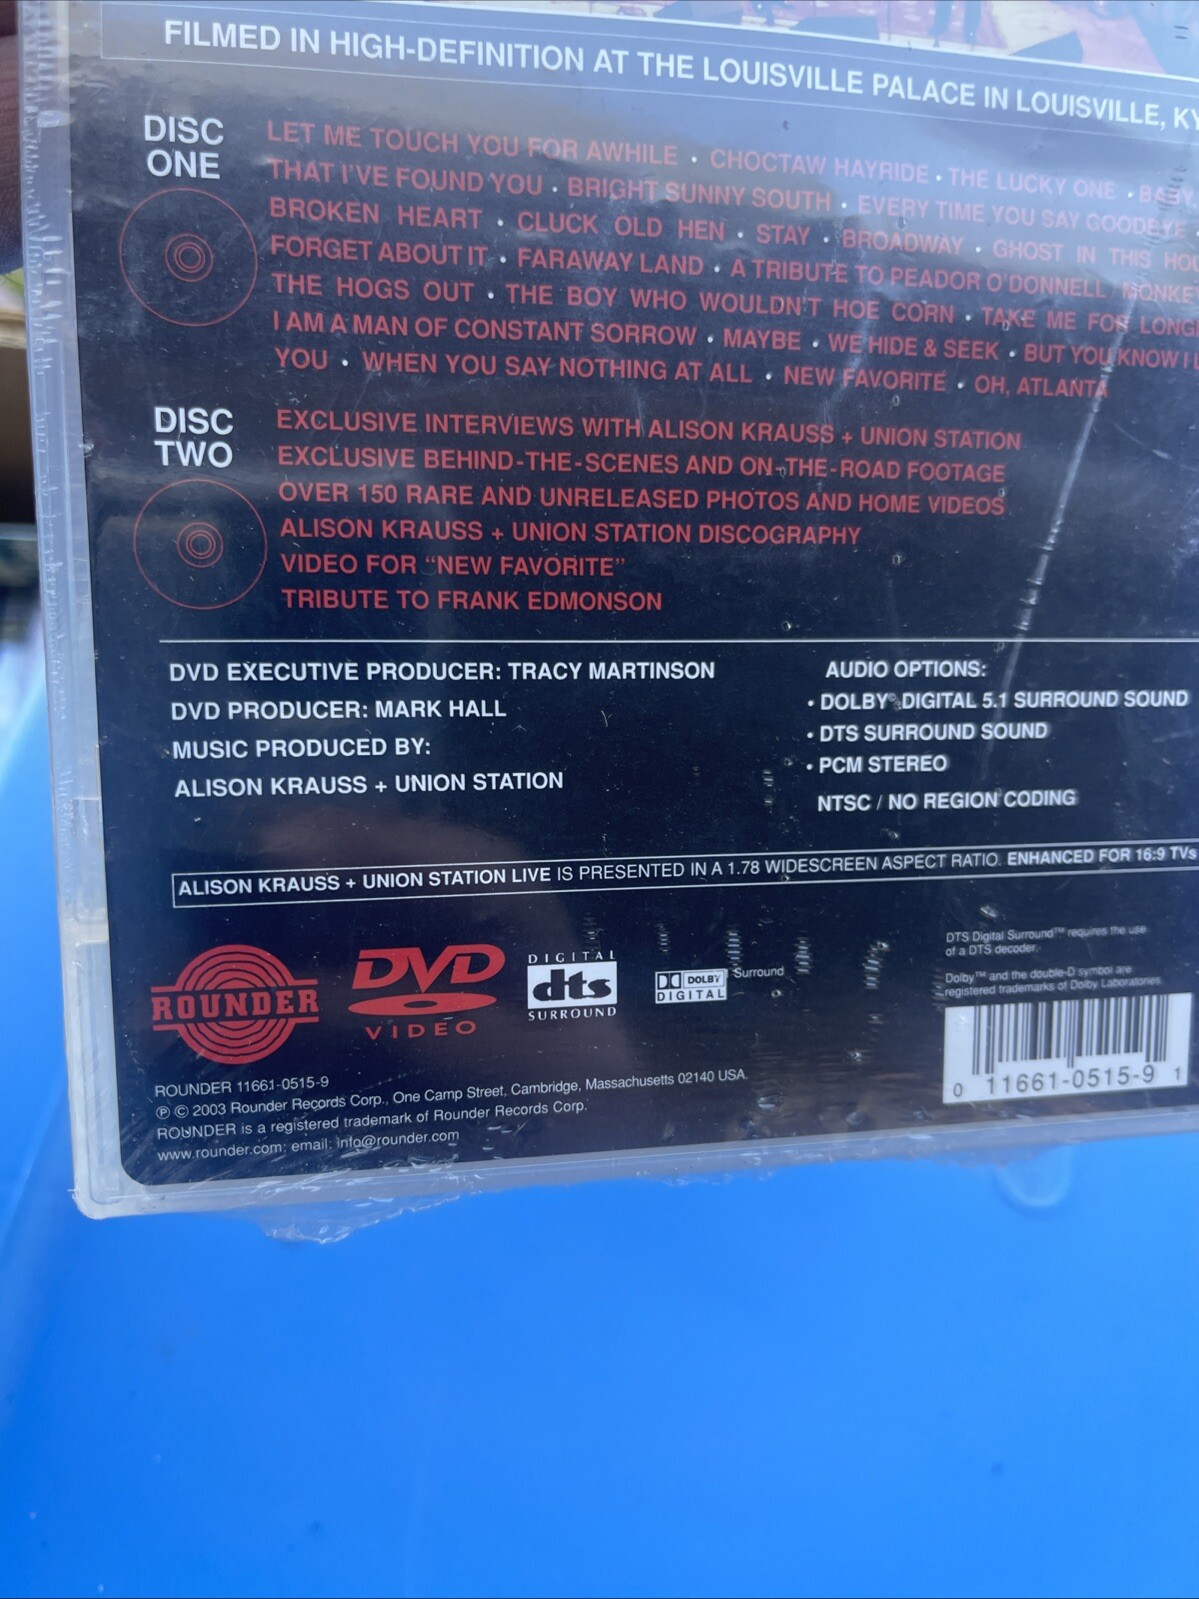 FILMED IN HIGH-DEFINITION AT THE LOUISVILLE PALACE IN LOUISVILLE, KY
DISC ONE
LET ME TOUCH YOU FOR AWHILE • CHOCTAW HAYRIDE • THE LUCKY ONE • BABY,
THAT I'VE FOUND YOU • BRIGHT SUNNY SOUTH • EVERY TIME YOU SAY GOODBYE •
BROKEN HEART • CLUCK OLD HEN • STAY • BROADWAY • GHOST IN THIS HOU
FORGET ABOUT IT • FARAWAY LAND • A TRIBUTE TO PEADOR O'DONNELL MONKE
THE HOGS OUT • THE BOY WHO WOULDN'T HOE CORN • TAKE ME FOR LONG
I AM A MAN OF CONSTANT SORROW • MAYBE • WE HIDE & SEEK • BUT YOU KNOW I L
YOU • WHEN YOU SAY NOTHING AT ALL • NEW FAVORITE • OH, ATLANTA
DISC TWO
EXCLUSIVE INTERVIEWS WITH ALISON KRAUSS + UNION STATION
EXCLUSIVE BEHIND-THE-SCENES AND ON-THE-ROAD FOOTAGE
OVER 150 RARE AND UNRELEASED PHOTOS AND HOME VIDEOS
ALISON KRAUSS + UNION STATION DISCOGRAPHY
VIDEO FOR "NEW FAVORITE"
TRIBUTE TO FRANK EDMONSON
DVD EXECUTIVE PRODUCER: TRACY MARTINSON
DVD PRODUCER: MARK HALL
MUSIC PRODUCED BY:
ALISON KRAUSS + UNION STATION
AUDIO OPTIONS:
• DOLBY® DIGITAL 5.1 SURROUND SOUND
• DTS SURROUND SOUND
• PCM STEREO
NTSC / NO REGION CODING
ALISON KRAUSS + UNION STATION LIVE IS PRESENTED IN A 1.78 WIDESCREEN ASPECT RATIO. ENHANCED FOR 16:9 TVs
ROUNDER
DVD
VIDEO
DIGITAL
dts
SURROUND
DOLBY
DIGITAL
Surround
DTS Digital Surround™ requires the use
of a DTS decoder.
Dolby™ and the double-D symbol are
registered trademarks of Dolby Laboratories.
0 11661-0515-9 1
ROUNDER 11661-0515-9
℗ © 2003 Rounder Records Corp., One Camp Street, Cambridge, Massachusetts 02140 USA.
ROUNDER is a registered trademark of Rounder Records Corp.
www.rounder.com: email: info@rounder.com